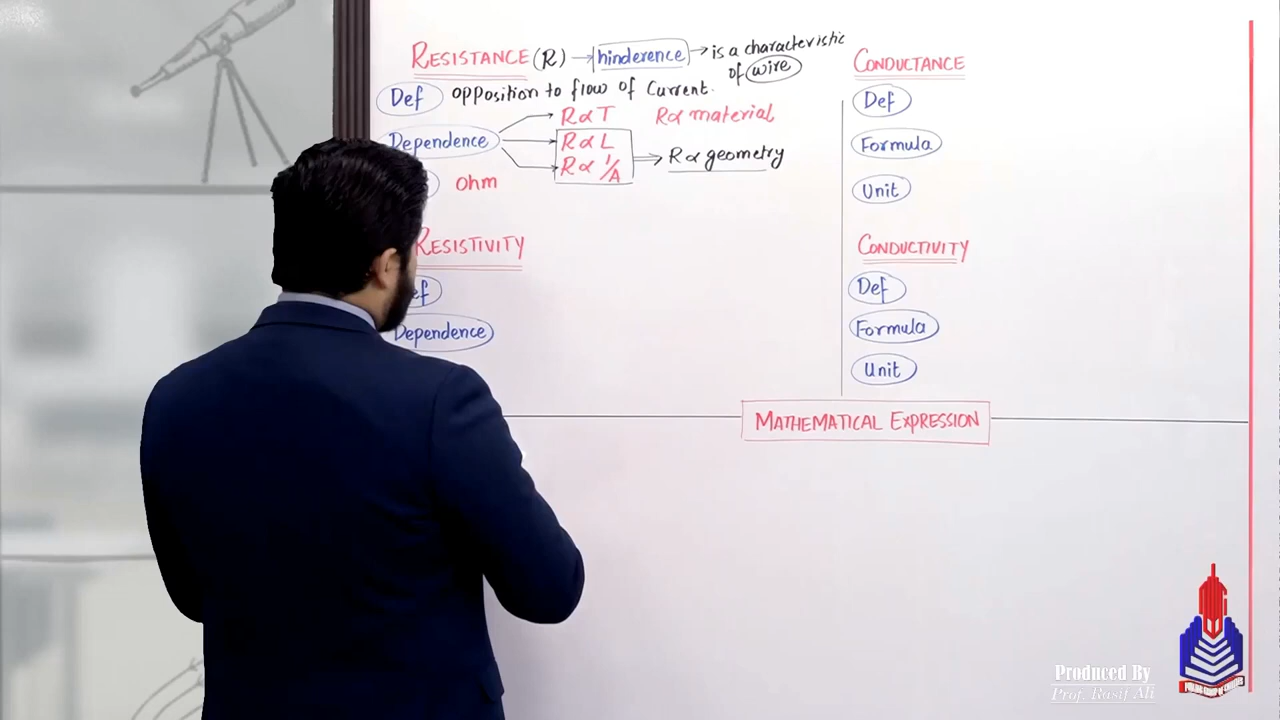 RESISTANCE (R) → hinderence → is a characteristic
of wire
Def opposition to flow of Current.
Dependence R∝T R∝material
R∝L
R∝1/A ⇒ R∝geometry
ohm
RESISTIVITY
Def
Dependence
CONDUCTANCE
Def
Formula
Unit
CONDUCTIVITY
Def
Formula
Unit
MATHEMATICAL EXPRESSION
Produced By
Prof. Rasif Ali